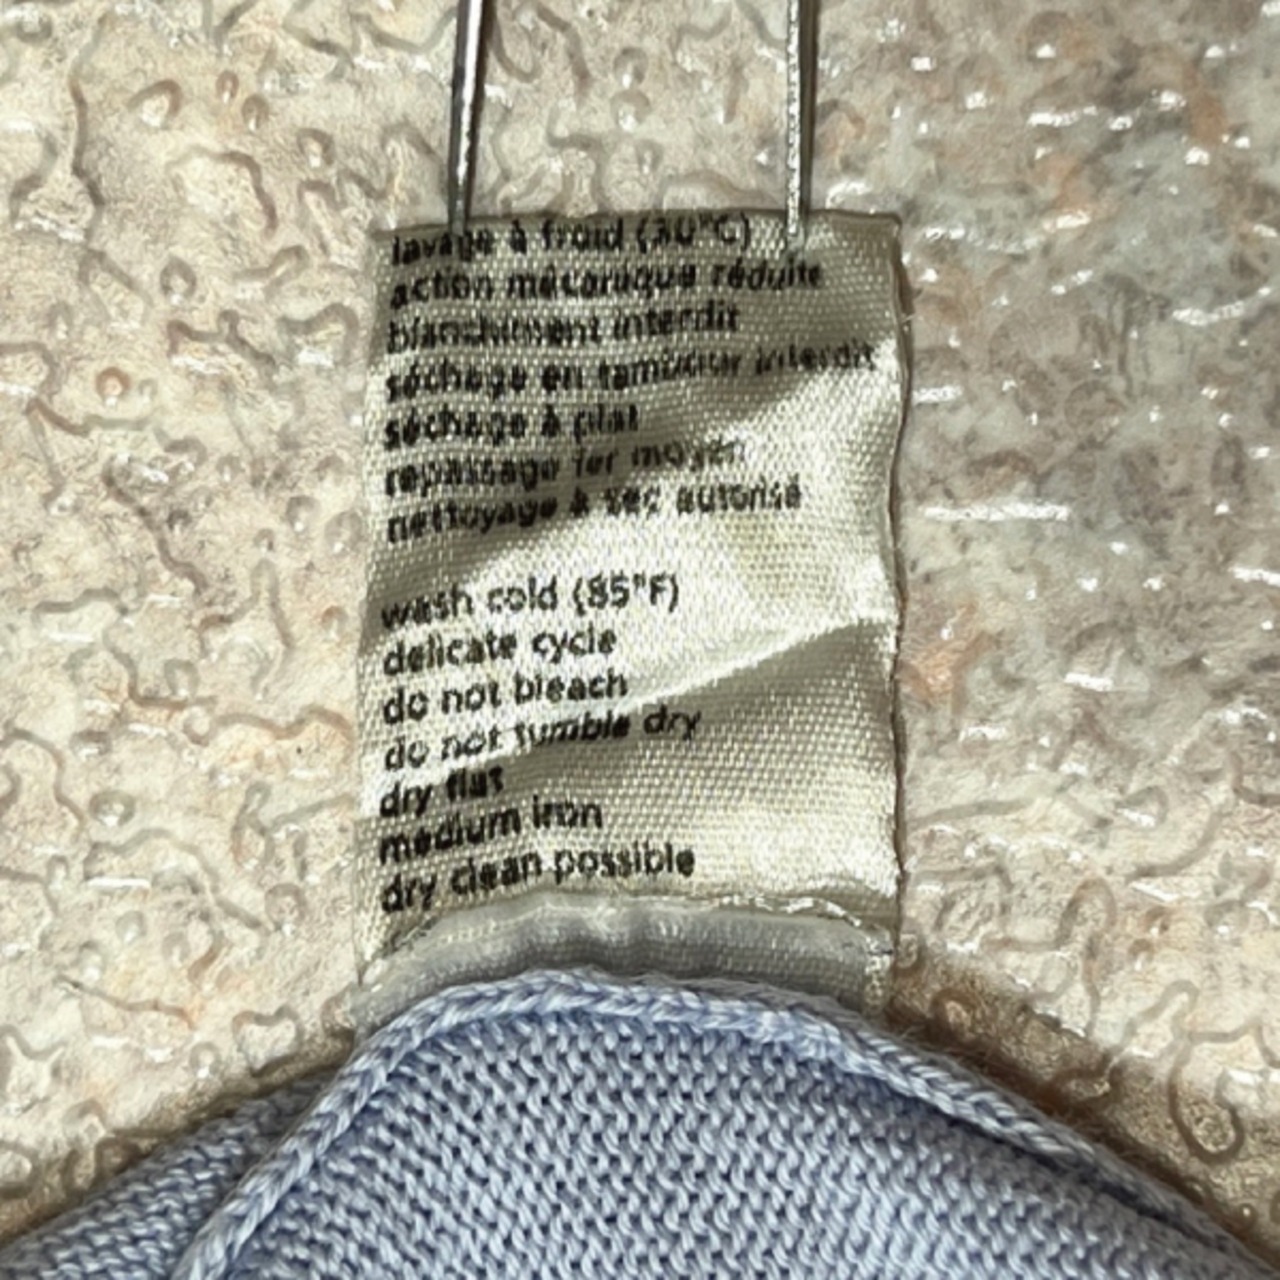 lavage à froid (30°C)
action mécanique réduite
blanchiment interdit
séchage en tambour interdit
séchage à plat
repassage fer moyen
nettoyage à sec autorisé
wash cold (85°F)
delicate cycle
do not bleach
do not tumble dry
dry flat
medium iron
dry clean possible